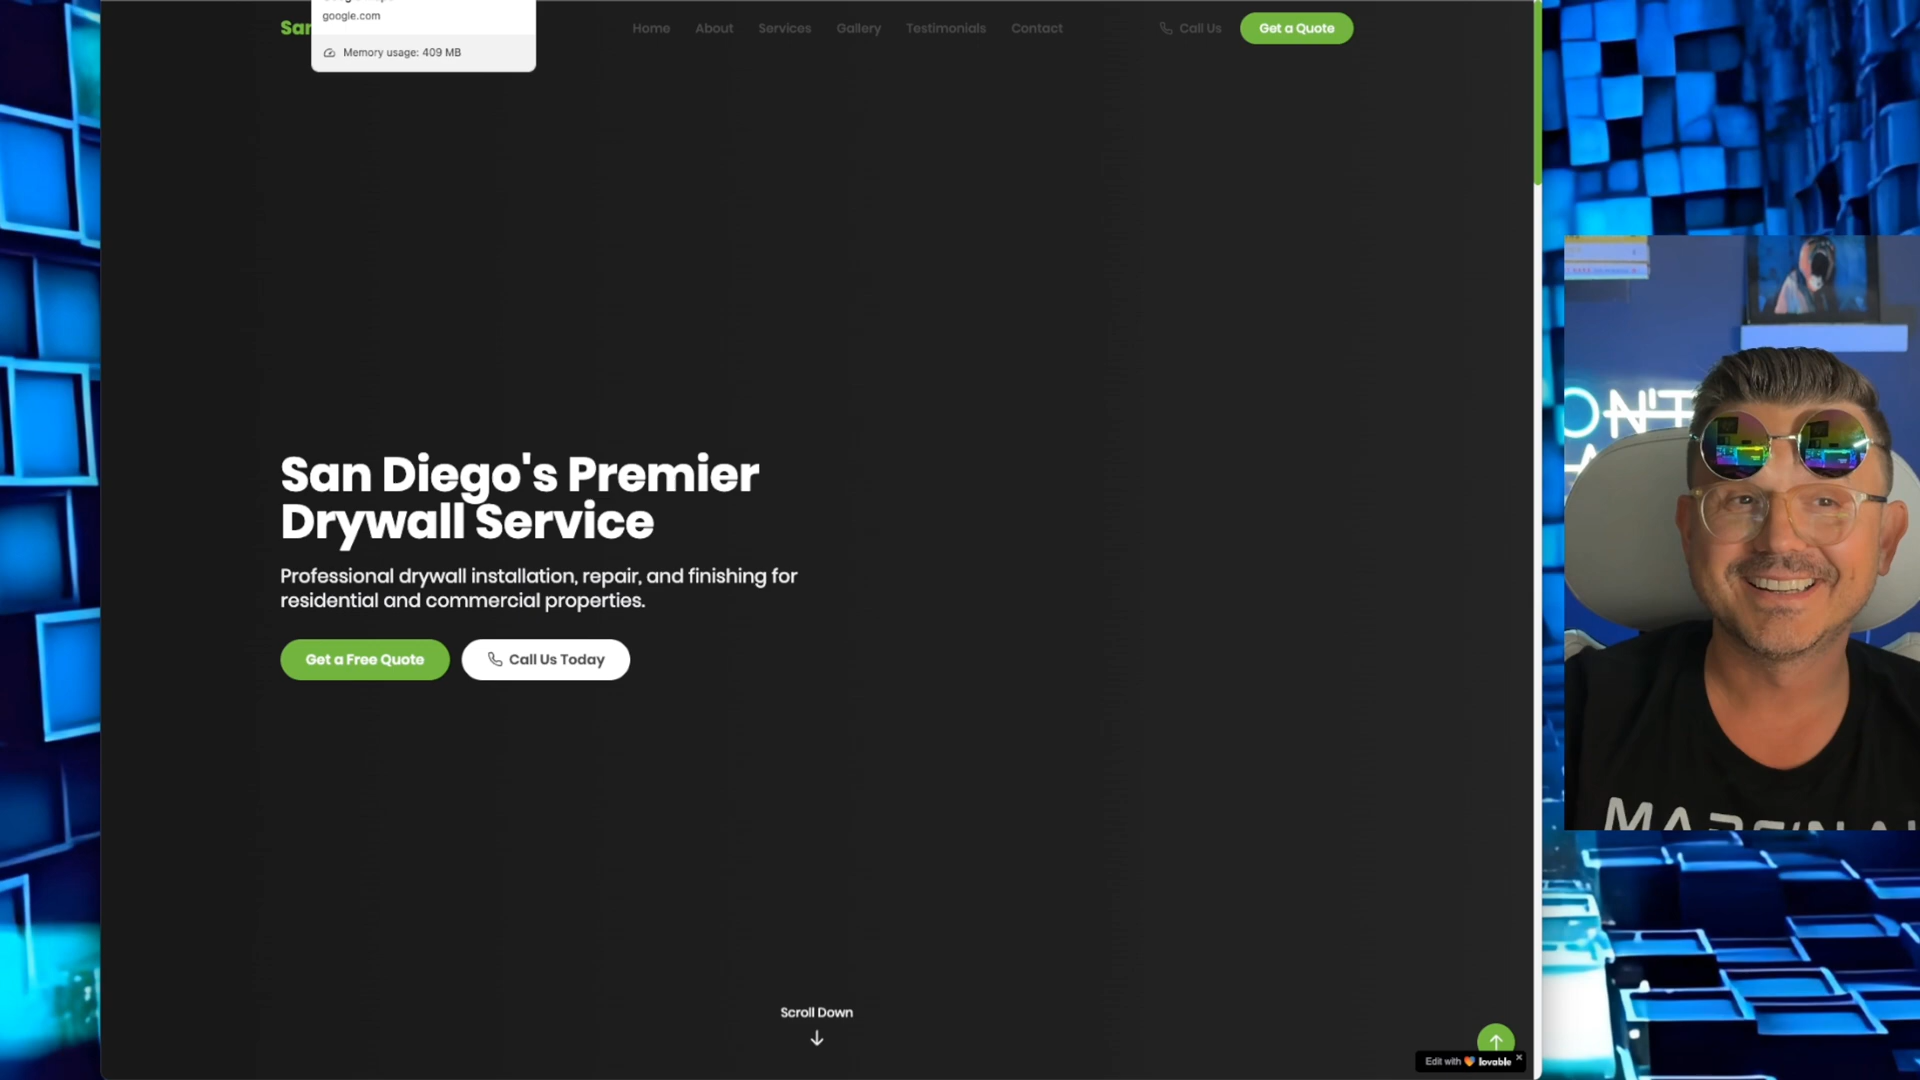 google.com
Memory usage: 409 MB
Home
About
Services
Gallery
Testimonials
Contact
Call Us
Get a Quote
San Diego's Premier
Drywall Service
Professional drywall installation, repair, and finishing for
residential and commercial properties.
Get a Free Quote
Call Us Today
Scroll Down
Edit with lovable